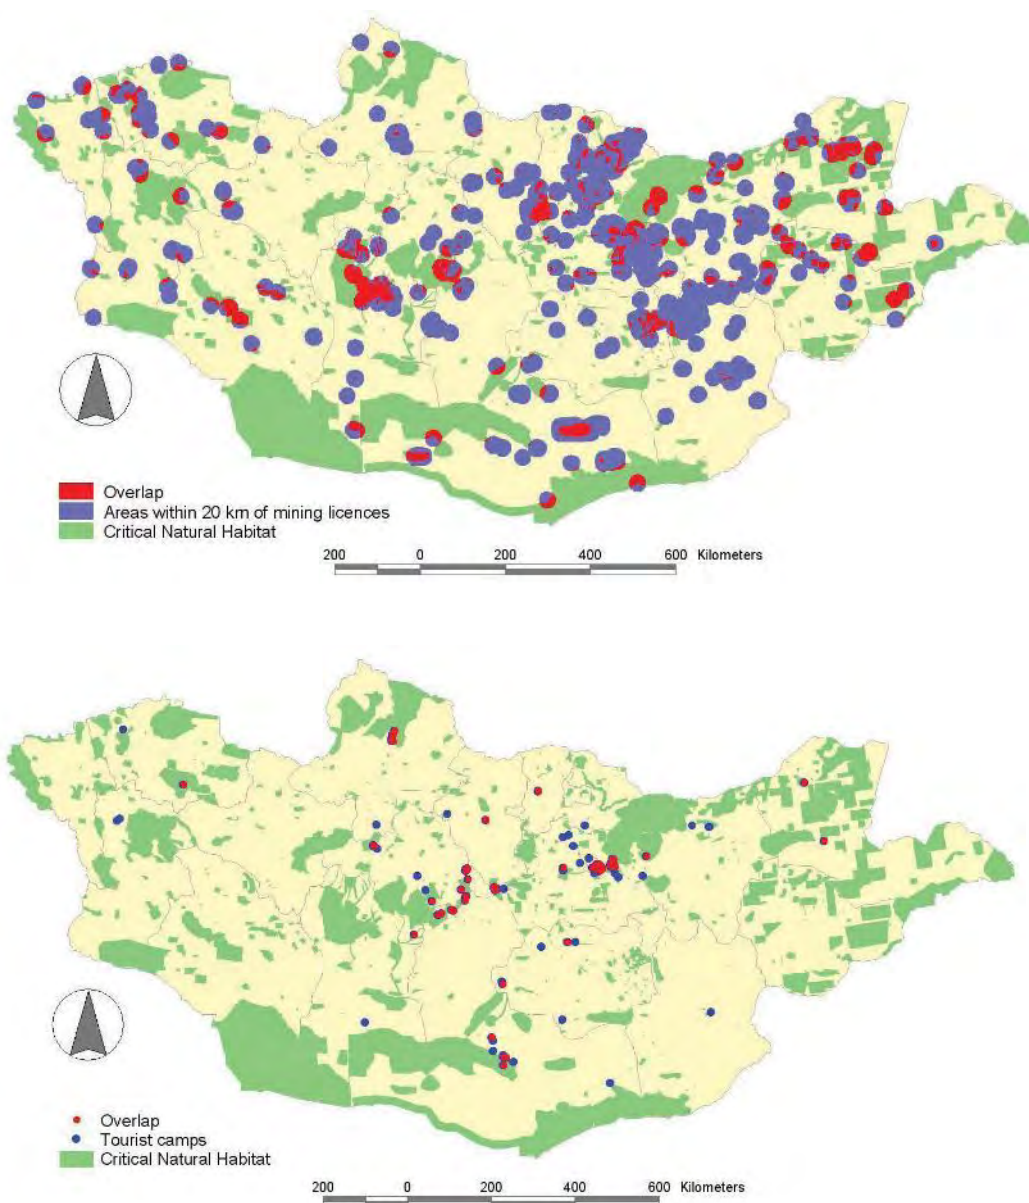 Overlap
Areas within 20 km of mining licences
Critical Natural Habitat
200 0 200 400 600 Kilometers
Overlap
Tourist camps
Critical Natural Habitat
200 0 200 400 600 Kilometers